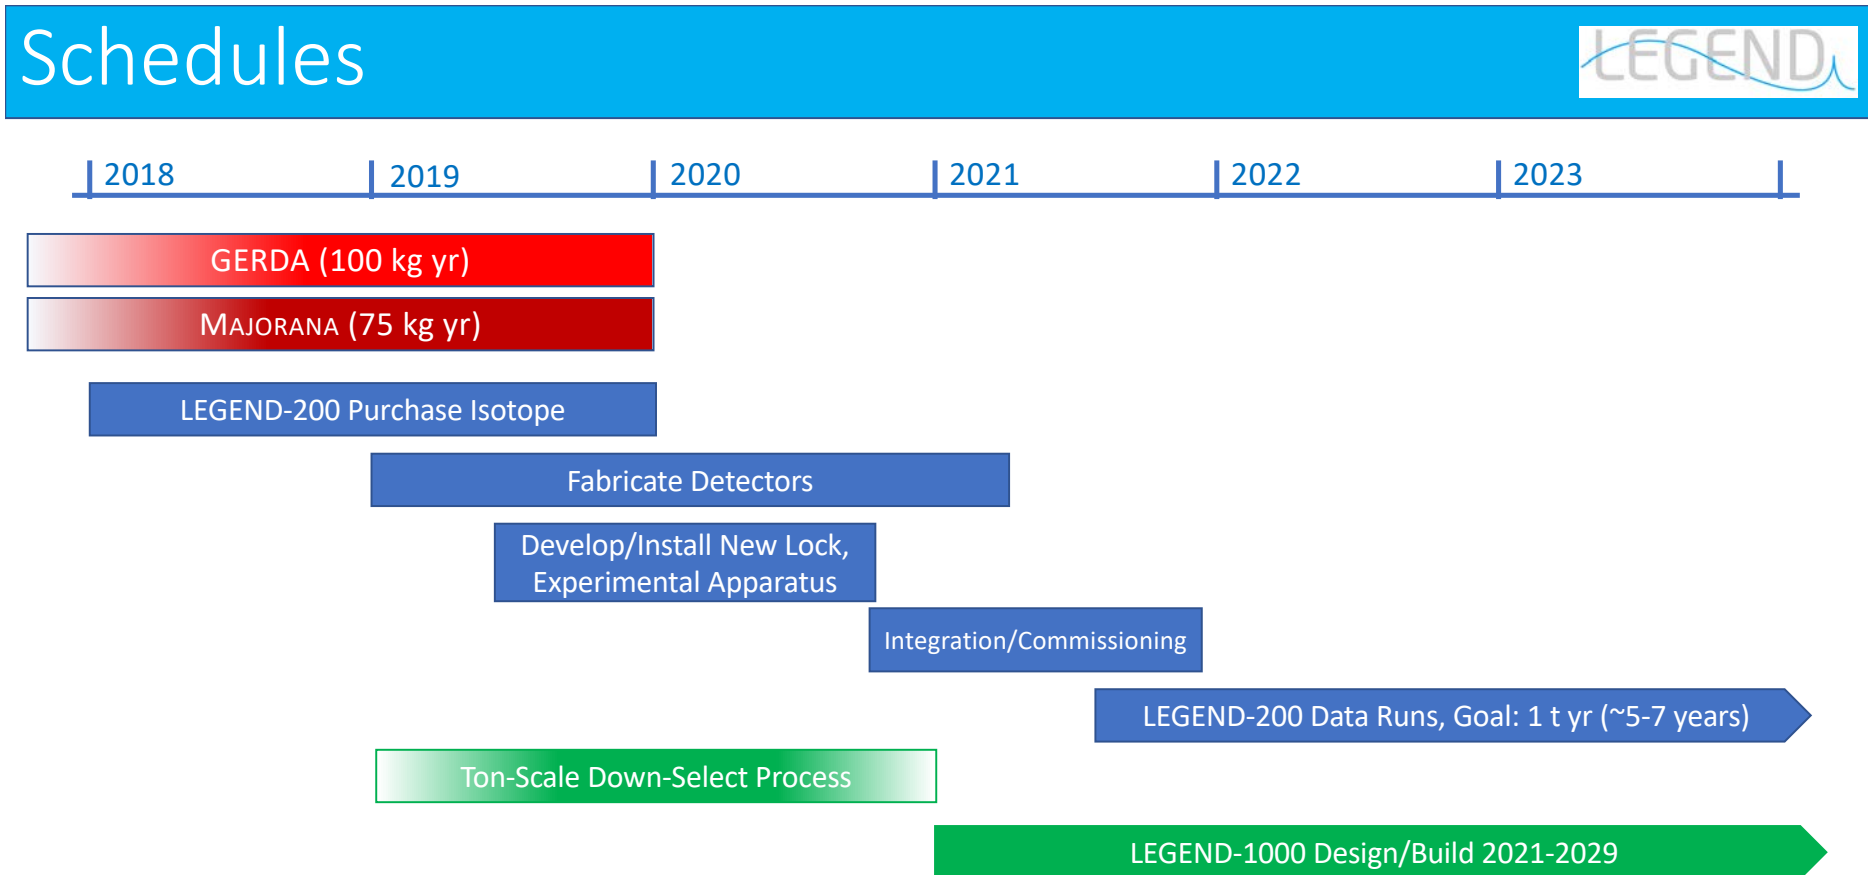 Schedules
LEGEND
2018
2019
2020
2021
2022
2023
GERDA (100 kg yr)
MAJORANA (75 kg yr)
LEGEND-200 Purchase Isotope
Fabricate Detectors
Develop/Install New Lock,
Experimental Apparatus
Integration/Commissioning
LEGEND-200 Data Runs, Goal: 1 t yr (~5-7 years)
Ton-Scale Down-Select Process
LEGEND-1000 Design/Build 2021-2029